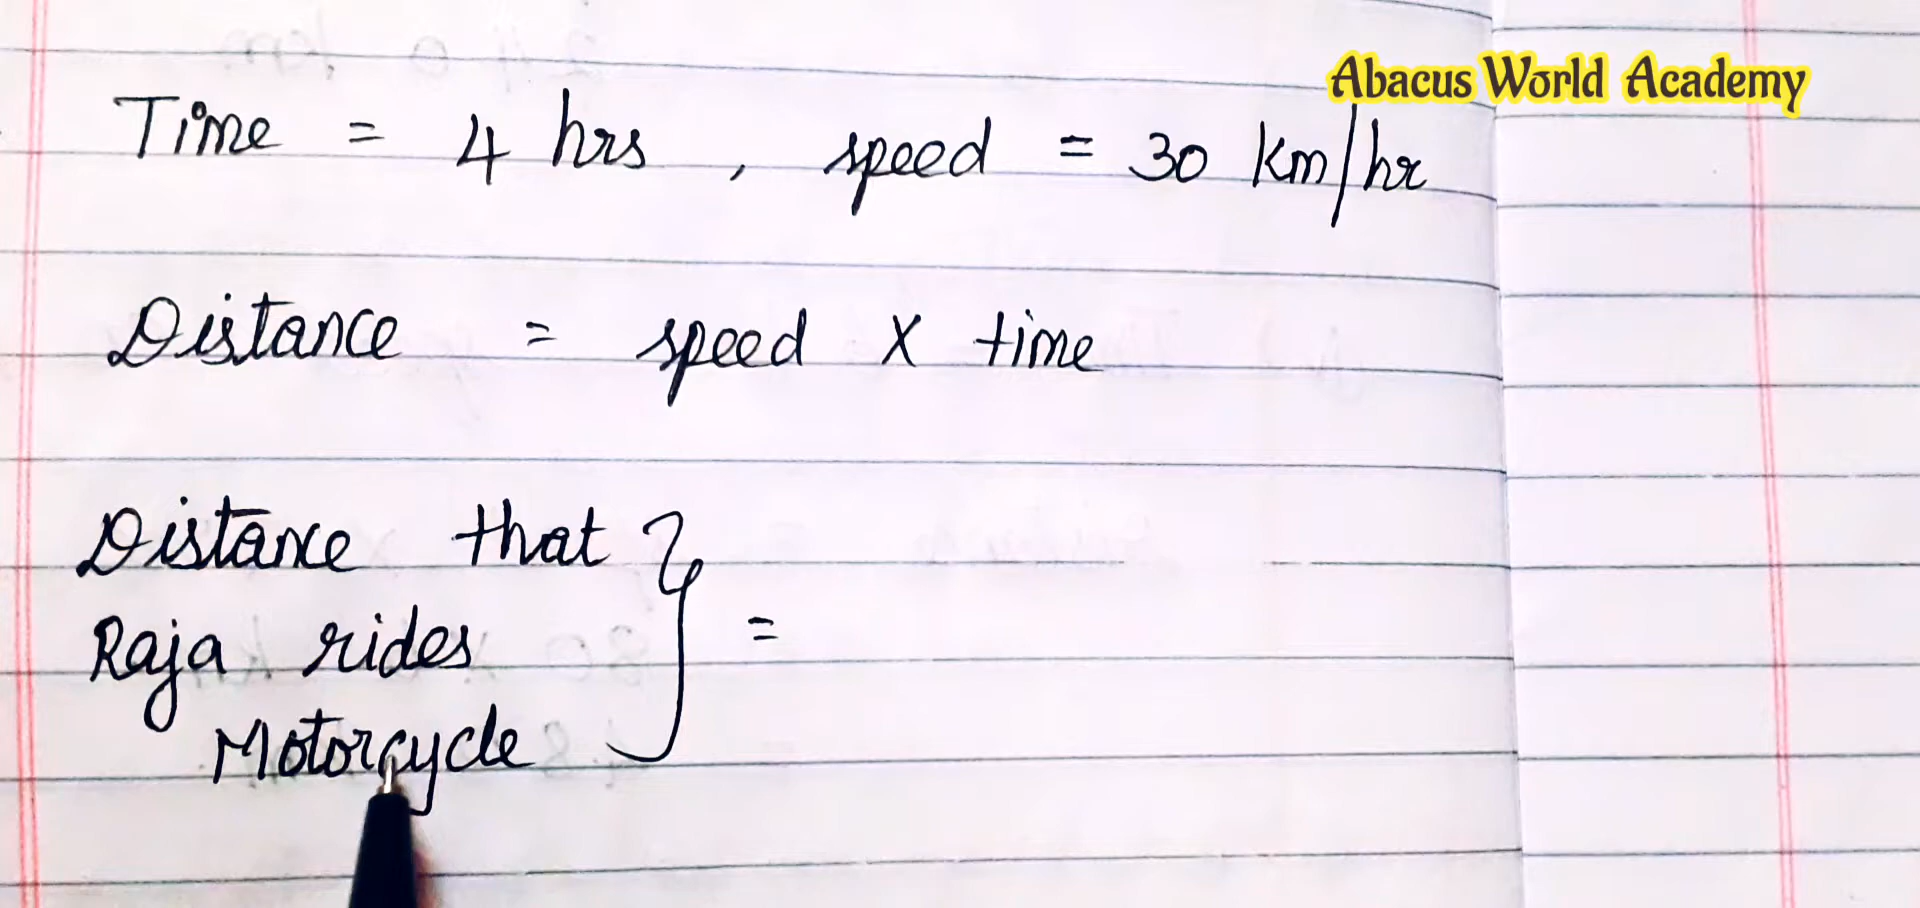 Abacus World Academy
Time = 4 hrs, speed = 30 km/hr
Distance = speed X time
Distance that
Raja rides } =
Motorcycle